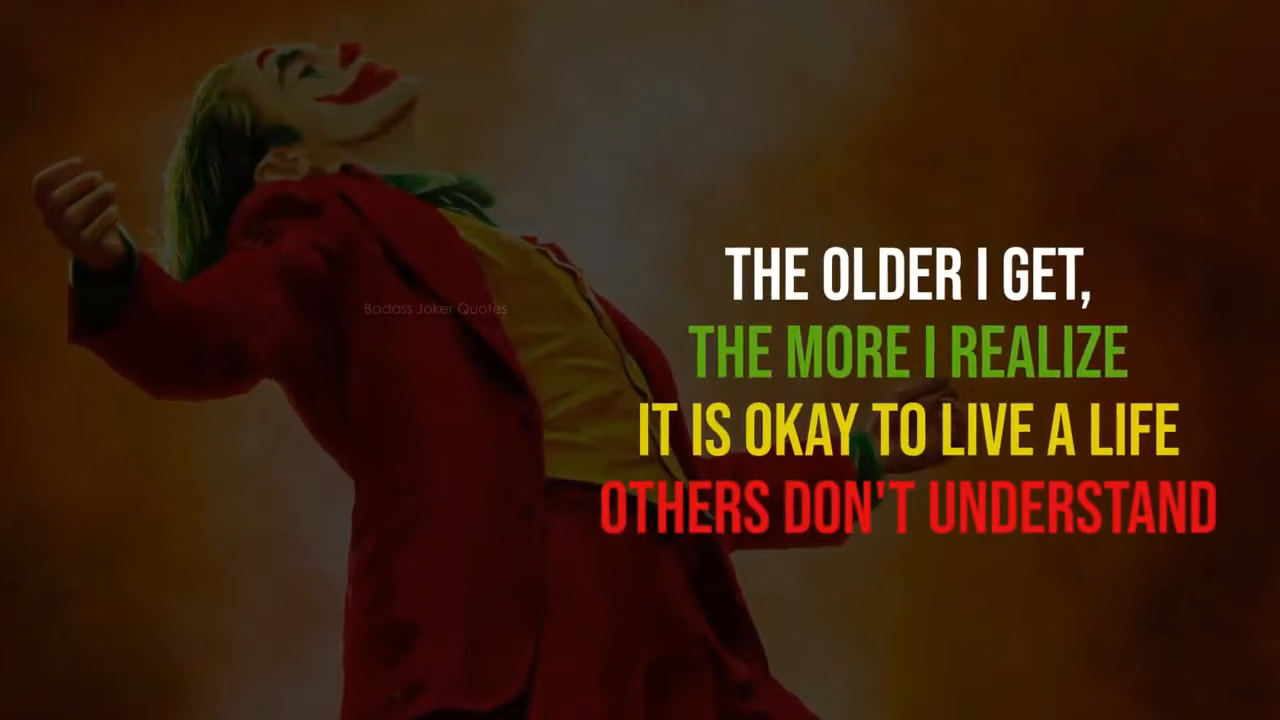 Badass Joker Quotes
THE OLDER I GET,
THE MORE I REALIZE
IT IS OKAY TO LIVE A LIFE
OTHERS DON'T UNDERSTAND